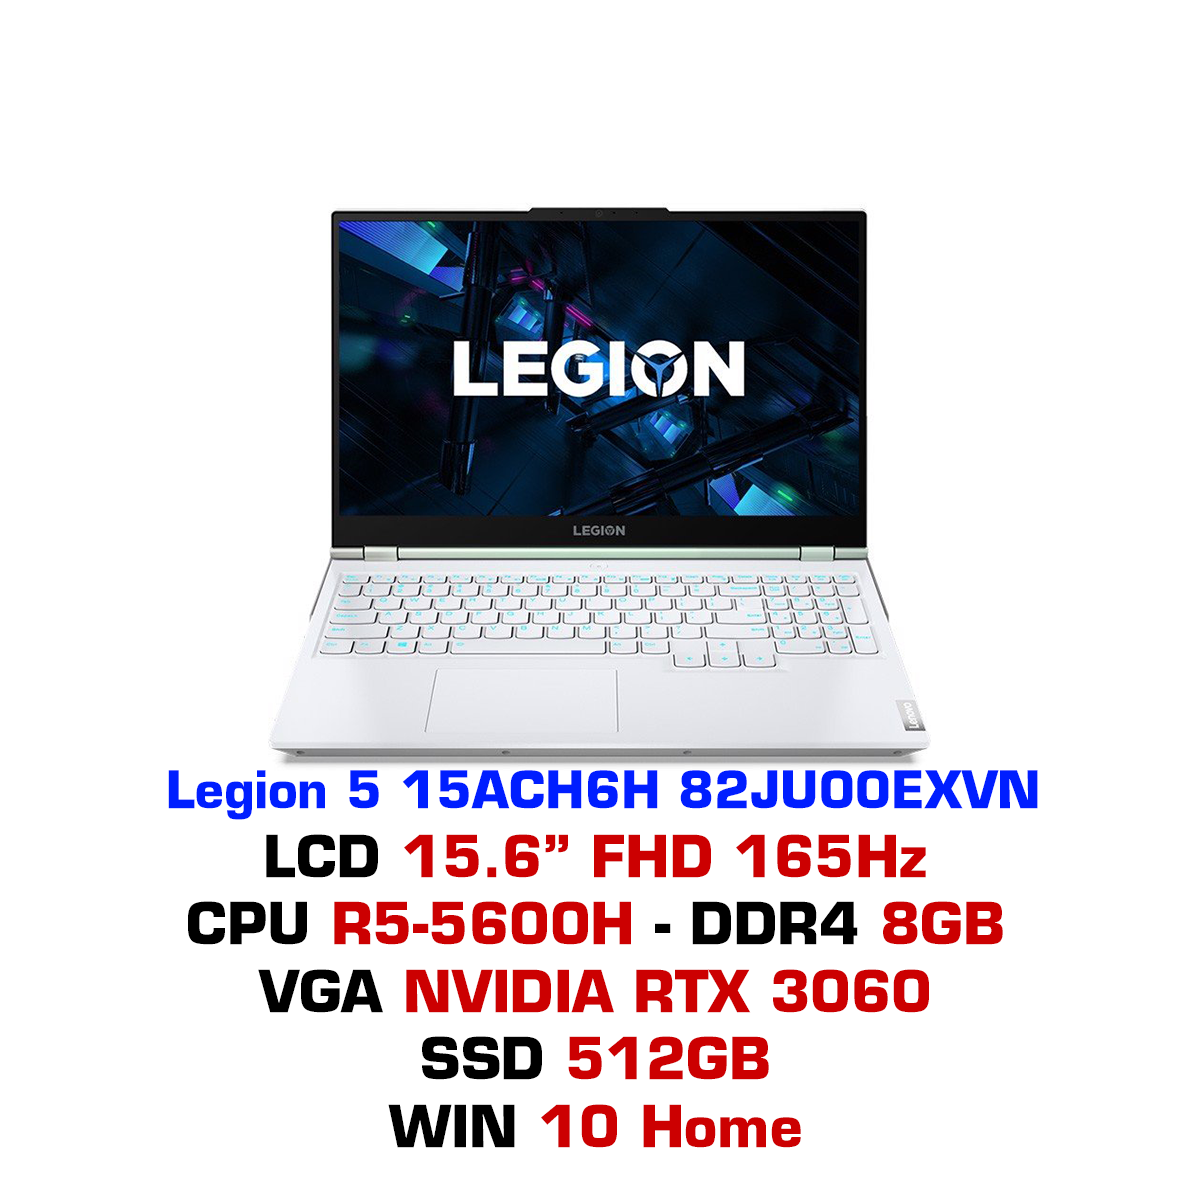 LEGION
LEGION
Lenovo
Legion 5 15ACH6H 82JU00EXVN
LCD 15.6” FHD 165Hz
CPU R5-5600H - DDR4 8GB
VGA NVIDIA RTX 3060
SSD 512GB
WIN 10 Home